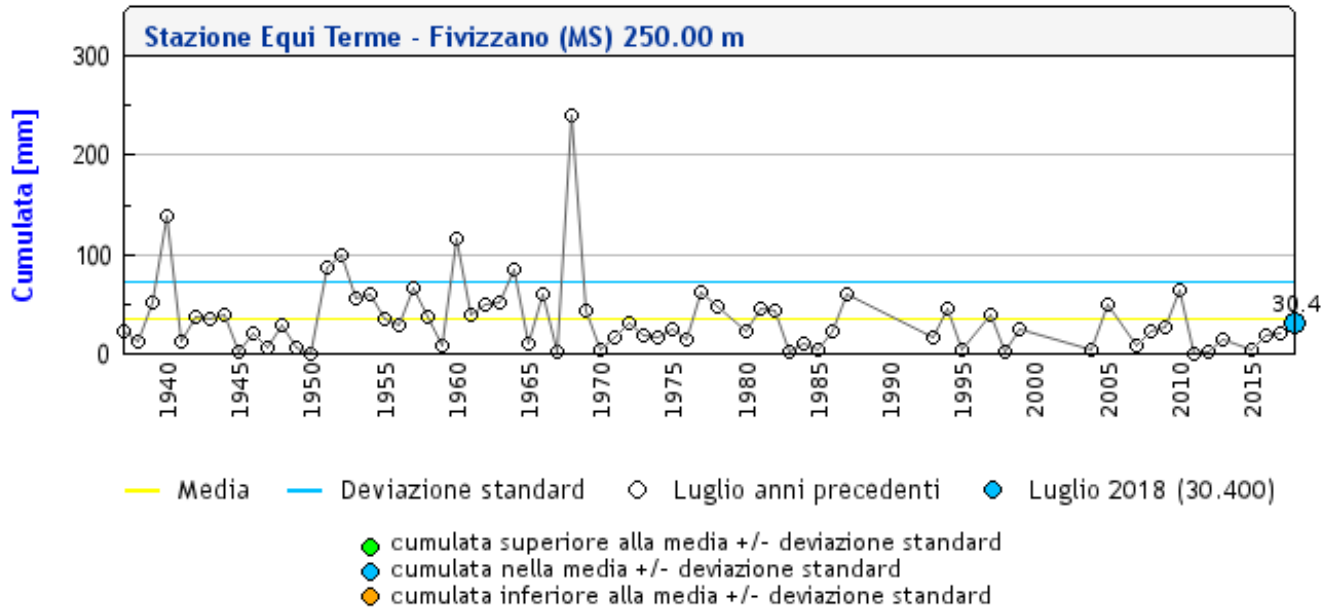 Stazione Equi Terme - Fivizzano (MS) 250.00 m
Cumulata [mm]
300
200
100
0
30.4
1940 1945 1950 1955 1960 1965 1970 1975 1980 1985 1990 1995 2000 2005 2010 2015
Media Deviazione standard Luglio anni precedenti Luglio 2018 (30.400)
cumulata superiore alla media +/- deviazione standard
cumulata nella media +/- deviazione standard
cumulata inferiore alla media +/- deviazione standard